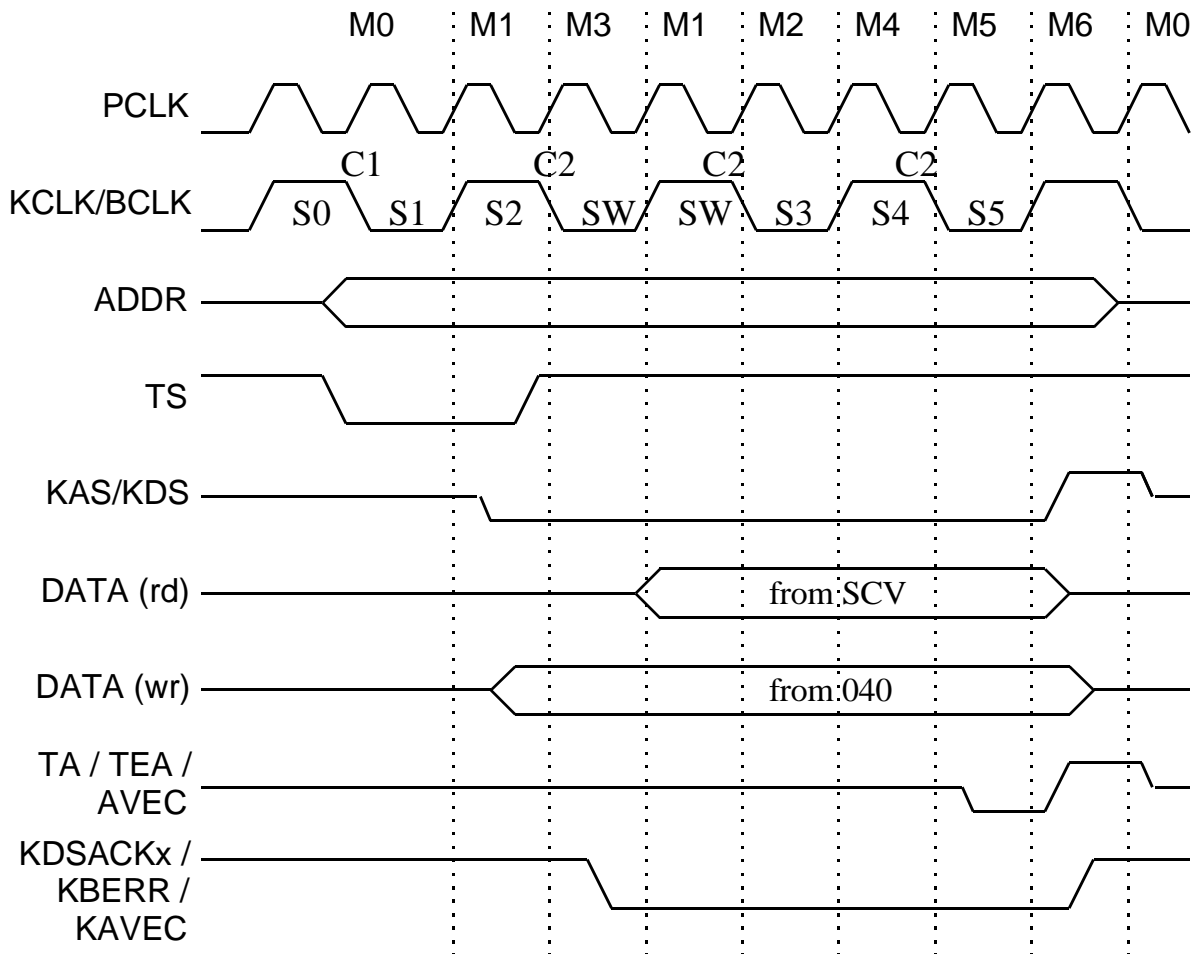 M0 M1 M3 M1 M2 M4 M5 M6 M0
PCLK
C1 C2 C2 C2
KCLK/BCLK
S0 S1 S2 SW SW S3 S4 S5
ADDR
TS
KAS/KDS
DATA (rd)
from SCV
DATA (wr)
from 040
TA / TEA /
AVEC
KDSACKx /
KBERR /
KAVEC